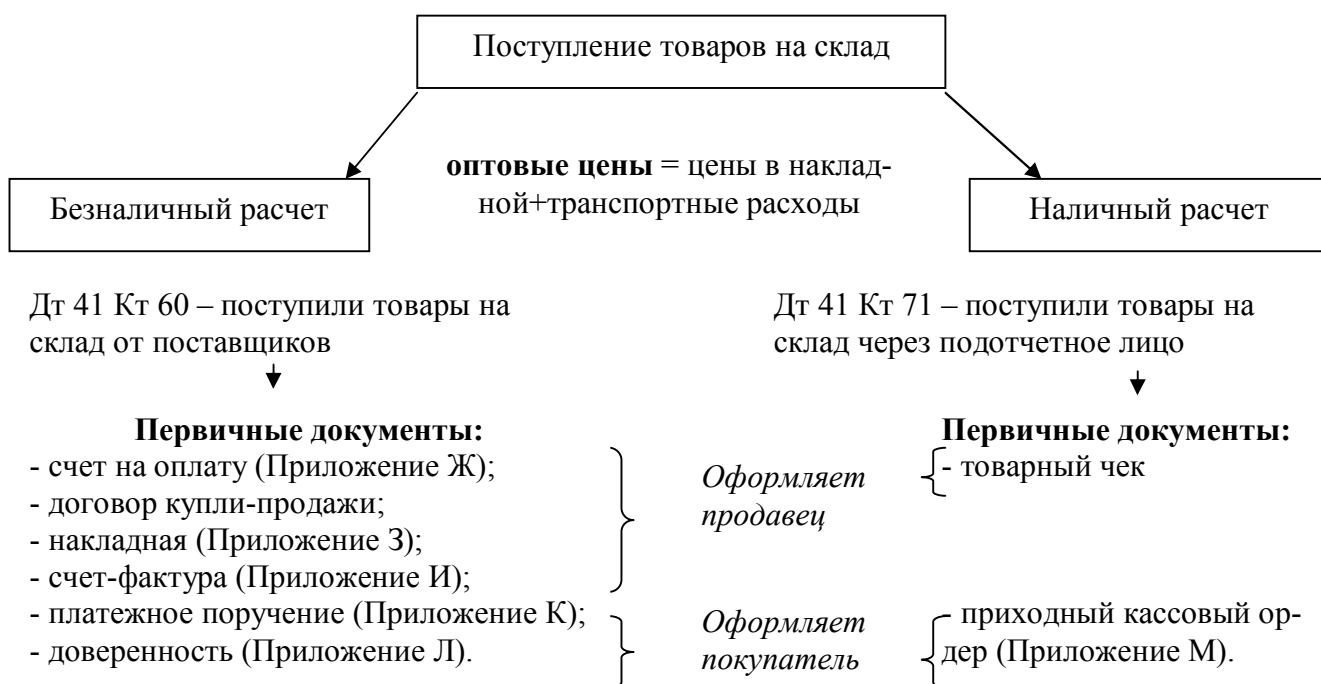 Поступление товаров на склад
оптовые цены = цены в наклад-
ной+транспортные расходы
Безналичный расчет
Наличный расчет
Дт 41 Кт 60 – поступили товары на
склад от поставщиков
Дт 41 Кт 71 – поступили товары на
склад через подотчетное лицо
Первичные документы:
- счет на оплату (Приложение Ж);
- договор купли-продажи;
- накладная (Приложение З);
- счет-фактура (Приложение И);
- платежное поручение (Приложение К);
- доверенность (Приложение Л).
Оформляет
продавец
Оформляет
покупатель
Первичные документы:
- товарный чек
- приходный кассовый ор-
дер (Приложение М).